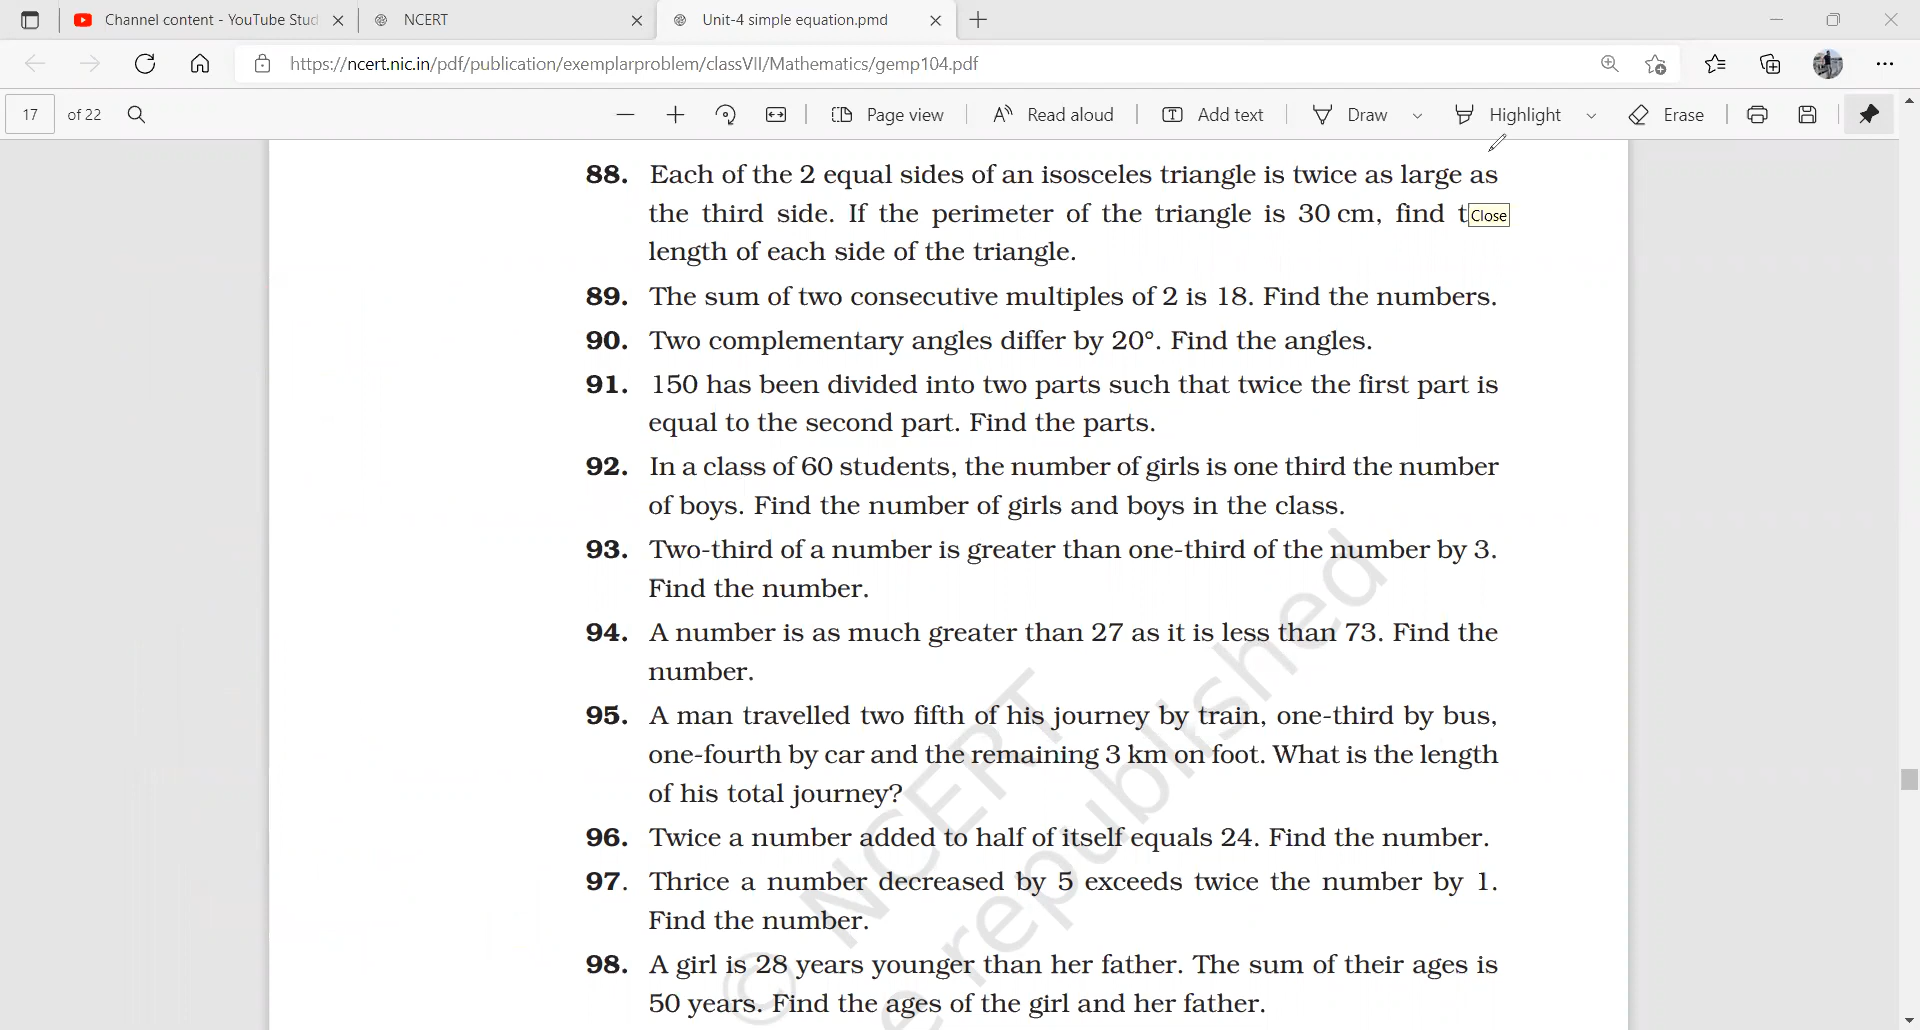 Channel content - YouTube Stud
NCERT
Unit-4 simple equation.pmd
https://ncert.nic.in/pdf/publication/exemplarproblem/classVII/Mathematics/gemp104.pdf
17 of 22 Page view Read aloud Add text Draw Highlight Erase
88. Each of the 2 equal sides of an isosceles triangle is twice as large as
the third side. If the perimeter of the triangle is 30 cm, find t
Close
length of each side of the triangle.
89. The sum of two consecutive multiples of 2 is 18. Find the numbers.
90. Two complementary angles differ by 20°. Find the angles.
91. 150 has been divided into two parts such that twice the first part is
equal to the second part. Find the parts.
92. In a class of 60 students, the number of girls is one third the number
of boys. Find the number of girls and boys in the class.
93. Two-third of a number is greater than one-third of the number by 3.
Find the number.
94. A number is as much greater than 27 as it is less than 73. Find the
number.
95. A man travelled two fifth of his journey by train, one-third by bus,
one-fourth by car and the remaining 3 km on foot. What is the length
of his total journey?
96. Twice a number added to half of itself equals 24. Find the number.
97. Thrice a number decreased by 5 exceeds twice the number by 1.
Find the number.
98. A girl is 28 years younger than her father. The sum of their ages is
50 years. Find the ages of the girl and her father.
© NCERT
e republished